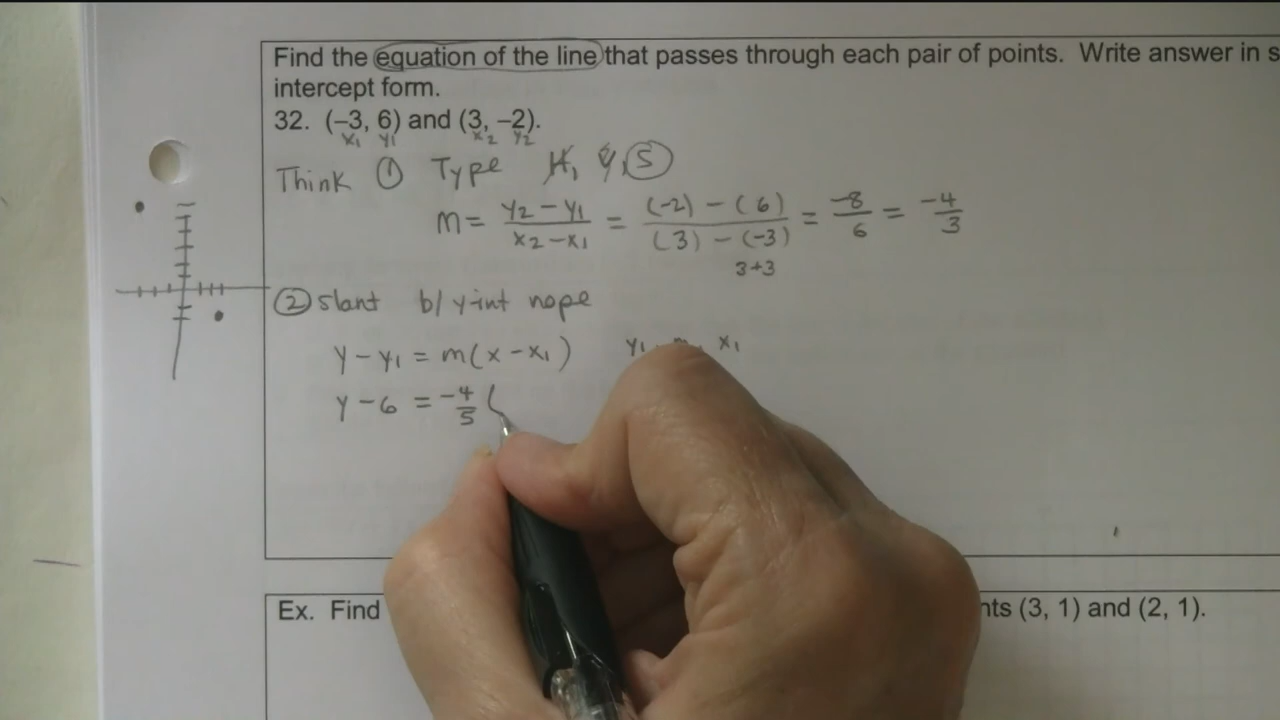 Find the equation of the line that passes through each pair of points. Write answer in s
intercept form.
32. (−3, 6) and (3, −2).
x₁ y₁ x₂ y₂
Think ① Type H, V, Ⓢ
m = (y₂ − y₁)/(x₂ − x₁) = ((-2) − (6))/((3) − (-3)) = -8/6 = -4/3
3+3
② slant b/y-int nope
y − y₁ = m(x − x₁) y₁ x₁
y − 6 = -4/5 (
Ex. Find nts (3, 1) and (2, 1).